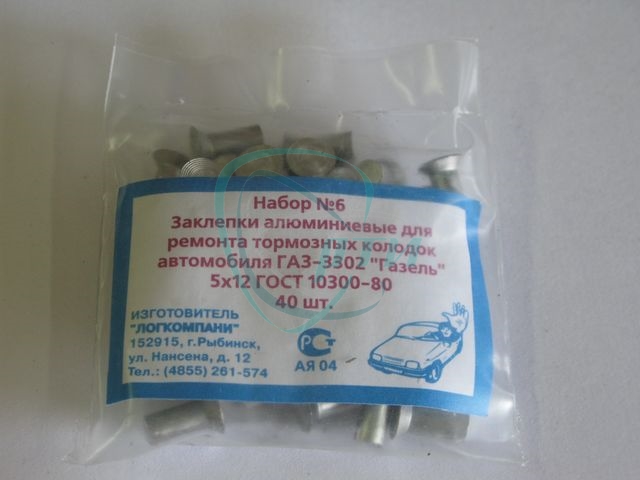 Набор №6
Заклепки алюминиевые для
ремонта тормозных колодок
автомобиля ГАЗ-3302 "Газель"
5х12 ГОСТ 10300-80
40 шт.
ИЗГОТОВИТЕЛЬ
"ЛОГКОМПАНИ"
152915, г.Рыбинск,
ул. Нансена, д. 12
Тел.: (4855) 261-574
РСт
АЯ 04